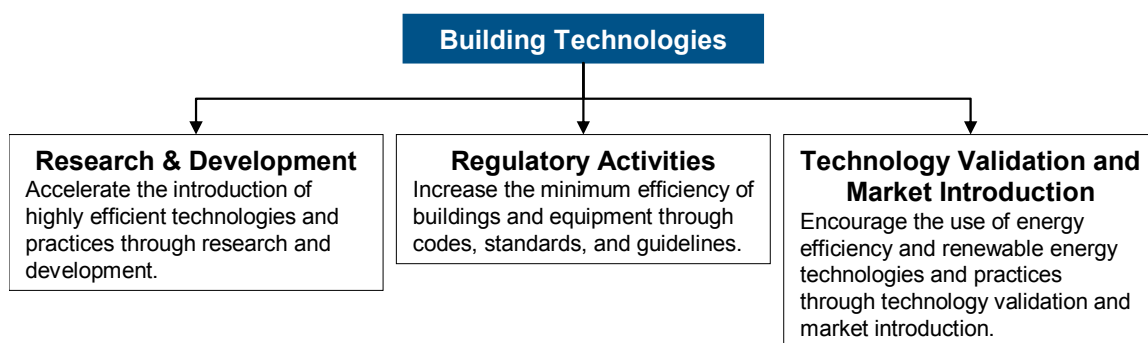 Building Technologies
Research & Development
Accelerate the introduction of
highly efficient technologies and
practices through research and
development.
Regulatory Activities
Increase the minimum efficiency of
buildings and equipment through
codes, standards, and guidelines.
Technology Validation and
Market Introduction
Encourage the use of energy
efficiency and renewable energy
technologies and practices
through technology validation and
market introduction.